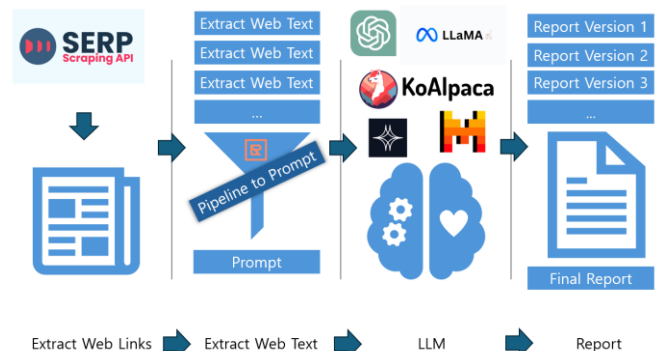 SERP
Scraping API
Extract Web Text
Extract Web Text
Extract Web Text
...
Pipeline to Prompt
Prompt
LLaMA
KoAlpaca
Report Version 1
Report Version 2
Report Version 3
...
Final Report
Extract Web Links
Extract Web Text
LLM
Report